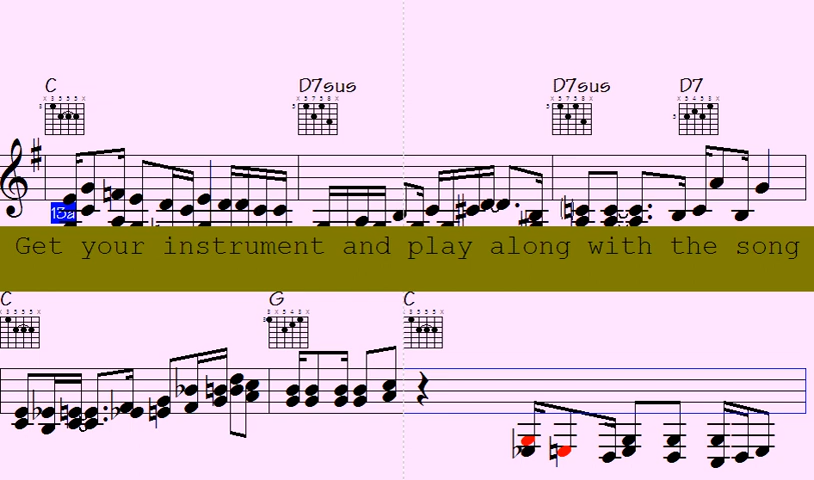 C D7sus D7sus D7
13a
Get your instrument and play along with the song
C G C